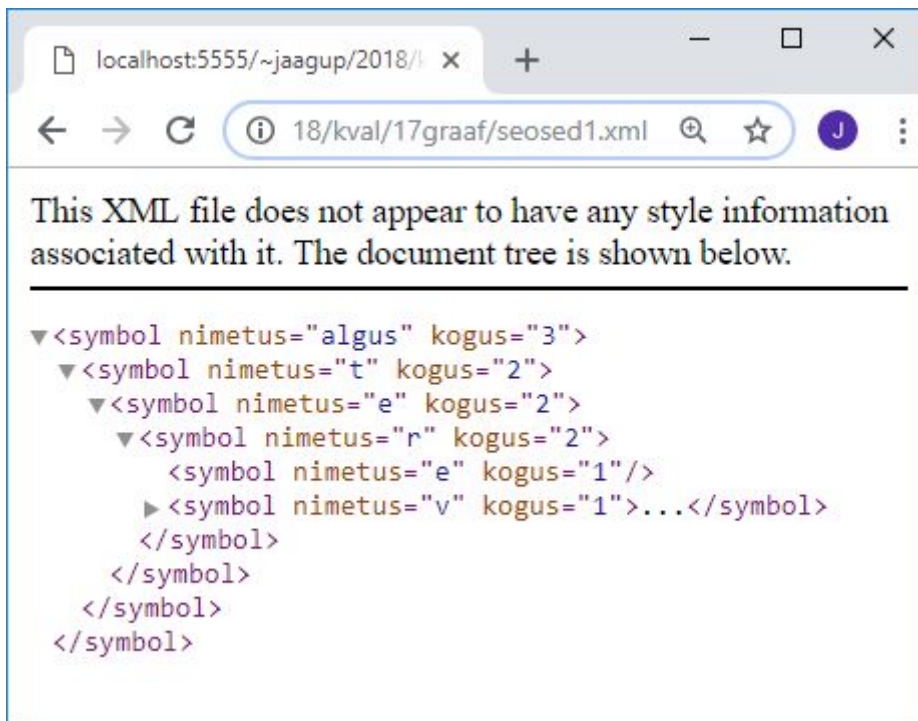 localhost:5555/~jaagup/2018/
18/kval/17graaf/seosed1.xml
J
This XML file does not appear to have any style information
associated with it. The document tree is shown below.
▼<symbol nimetus="algus" kogus="3">
▼<symbol nimetus="t" kogus="2">
▼<symbol nimetus="e" kogus="2">
▼<symbol nimetus="r" kogus="2">
<symbol nimetus="e" kogus="1"/>
▶<symbol nimetus="v" kogus="1">...</symbol>
</symbol>
</symbol>
</symbol>
</symbol>